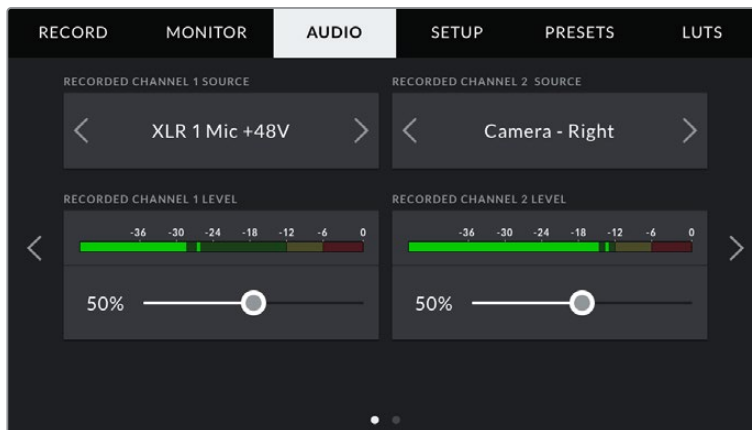 RECORD MONITOR AUDIO SETUP PRESETS LUTS
RECORDED CHANNEL 1 SOURCE RECORDED CHANNEL 2 SOURCE
XLR 1 Mic +48V Camera - Right
RECORDED CHANNEL 1 LEVEL RECORDED CHANNEL 2 LEVEL
-36 -30 -24 -18 -12 -6 0 -36 -30 -24 -18 -12 -6 0
50% 50%